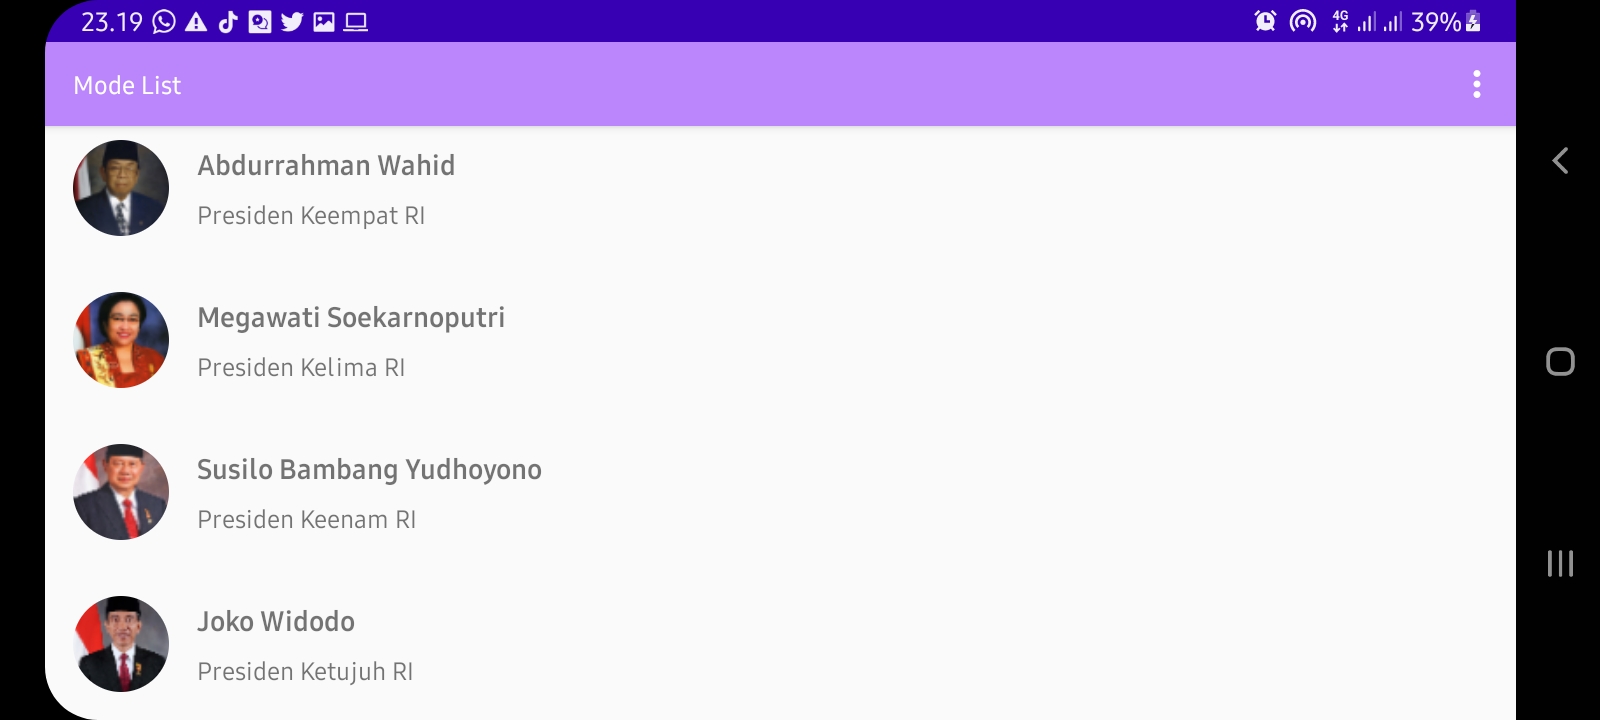 23.19
4G
39%
Mode List
Abdurrahman Wahid
Presiden Keempat RI
Megawati Soekarnoputri
Presiden Kelima RI
Susilo Bambang Yudhoyono
Presiden Keenam RI
Joko Widodo
Presiden Ketujuh RI